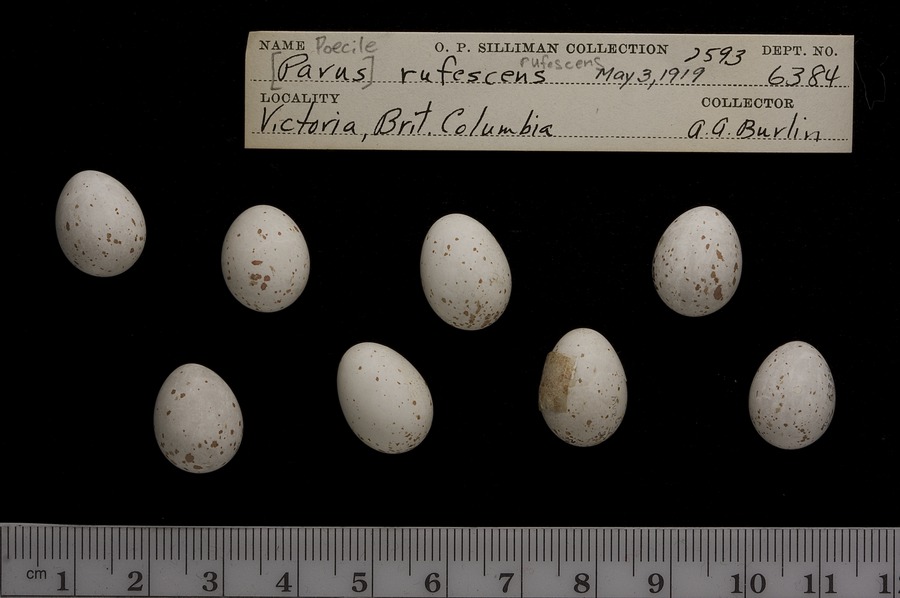 NAME Poecile O. P. SILLIMAN COLLECTION 2593 DEPT. NO.
[Parus] rufescens rufescens May 3, 1919 6384
LOCALITY COLLECTOR
Victoria, Brit. Columbia A. G. Burlin
cm 1 2 3 4 5 6 7 8 9 10 11 1